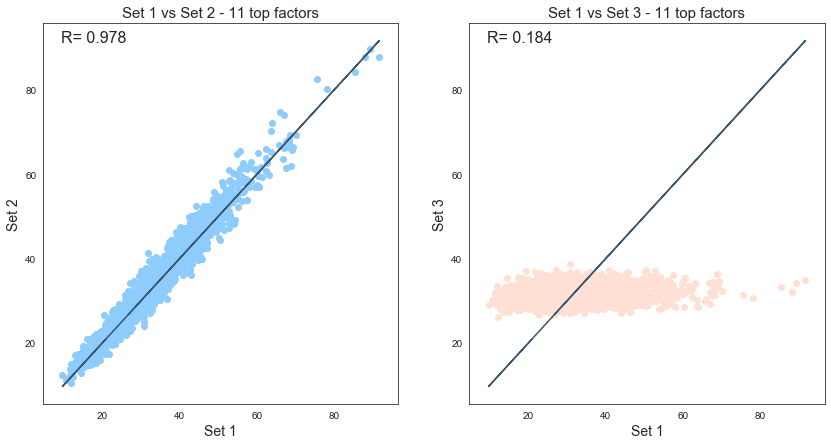 Set 1 vs Set 2 - 11 top factors
R= 0.978
80
60
40
20
Set 2
20
40
60
80
Set 1
Set 1 vs Set 3 - 11 top factors
R= 0.184
80
60
40
20
Set 3
20
40
60
80
Set 1